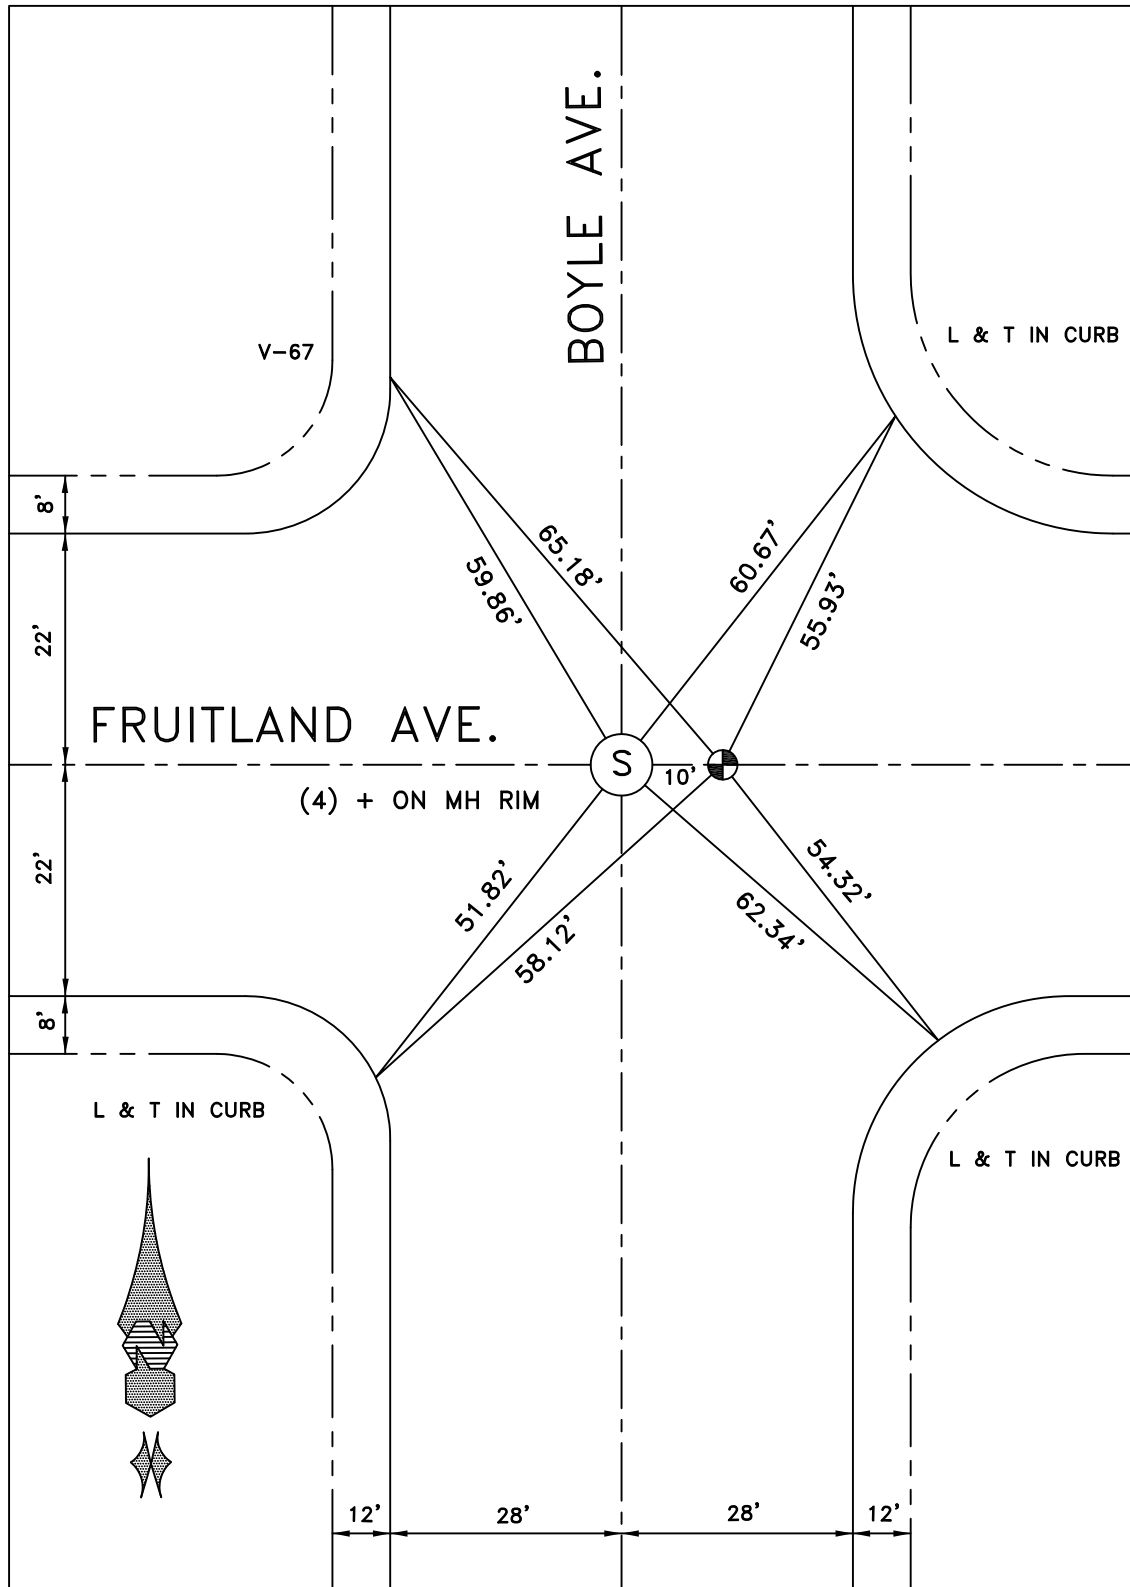 BOYLE AVE.
V-67
L & T IN CURB
8'
65.18'
60.67'
59.86'
55.93'
22'
FRUITLAND AVE.
S
10'
(4) + ON MH RIM
22'
51.82'
58.12'
54.32'
62.34'
8'
L & T IN CURB
L & T IN CURB
12'
28'
28'
12'